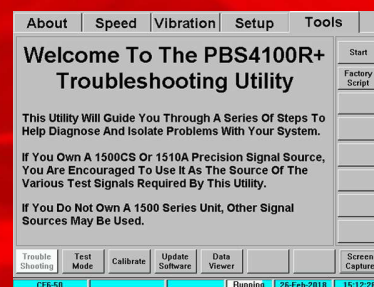 About Speed Vibration Setup Tools
Welcome To The PBS4100R+
Troubleshooting Utility
Start
Factory
Script
This Utility Will Guide You Through A Series Of Steps To
Help Diagnose And Isolate Problems With Your System.
If You Own A 1500CS Or 1510A Precision Signal Source,
You Are Encouraged To Use It As The Source Of The
Various Test Signals Required By This Utility.
If You Do Not Own A 1500 Series Unit, Other Signal
Sources May Be Used.
Trouble
Shooting
Test
Mode
Calibrate
Update
Software
Data
Viewer
Screen
Capture
CF6-50 Running 26-Feb-2018 15:12:28